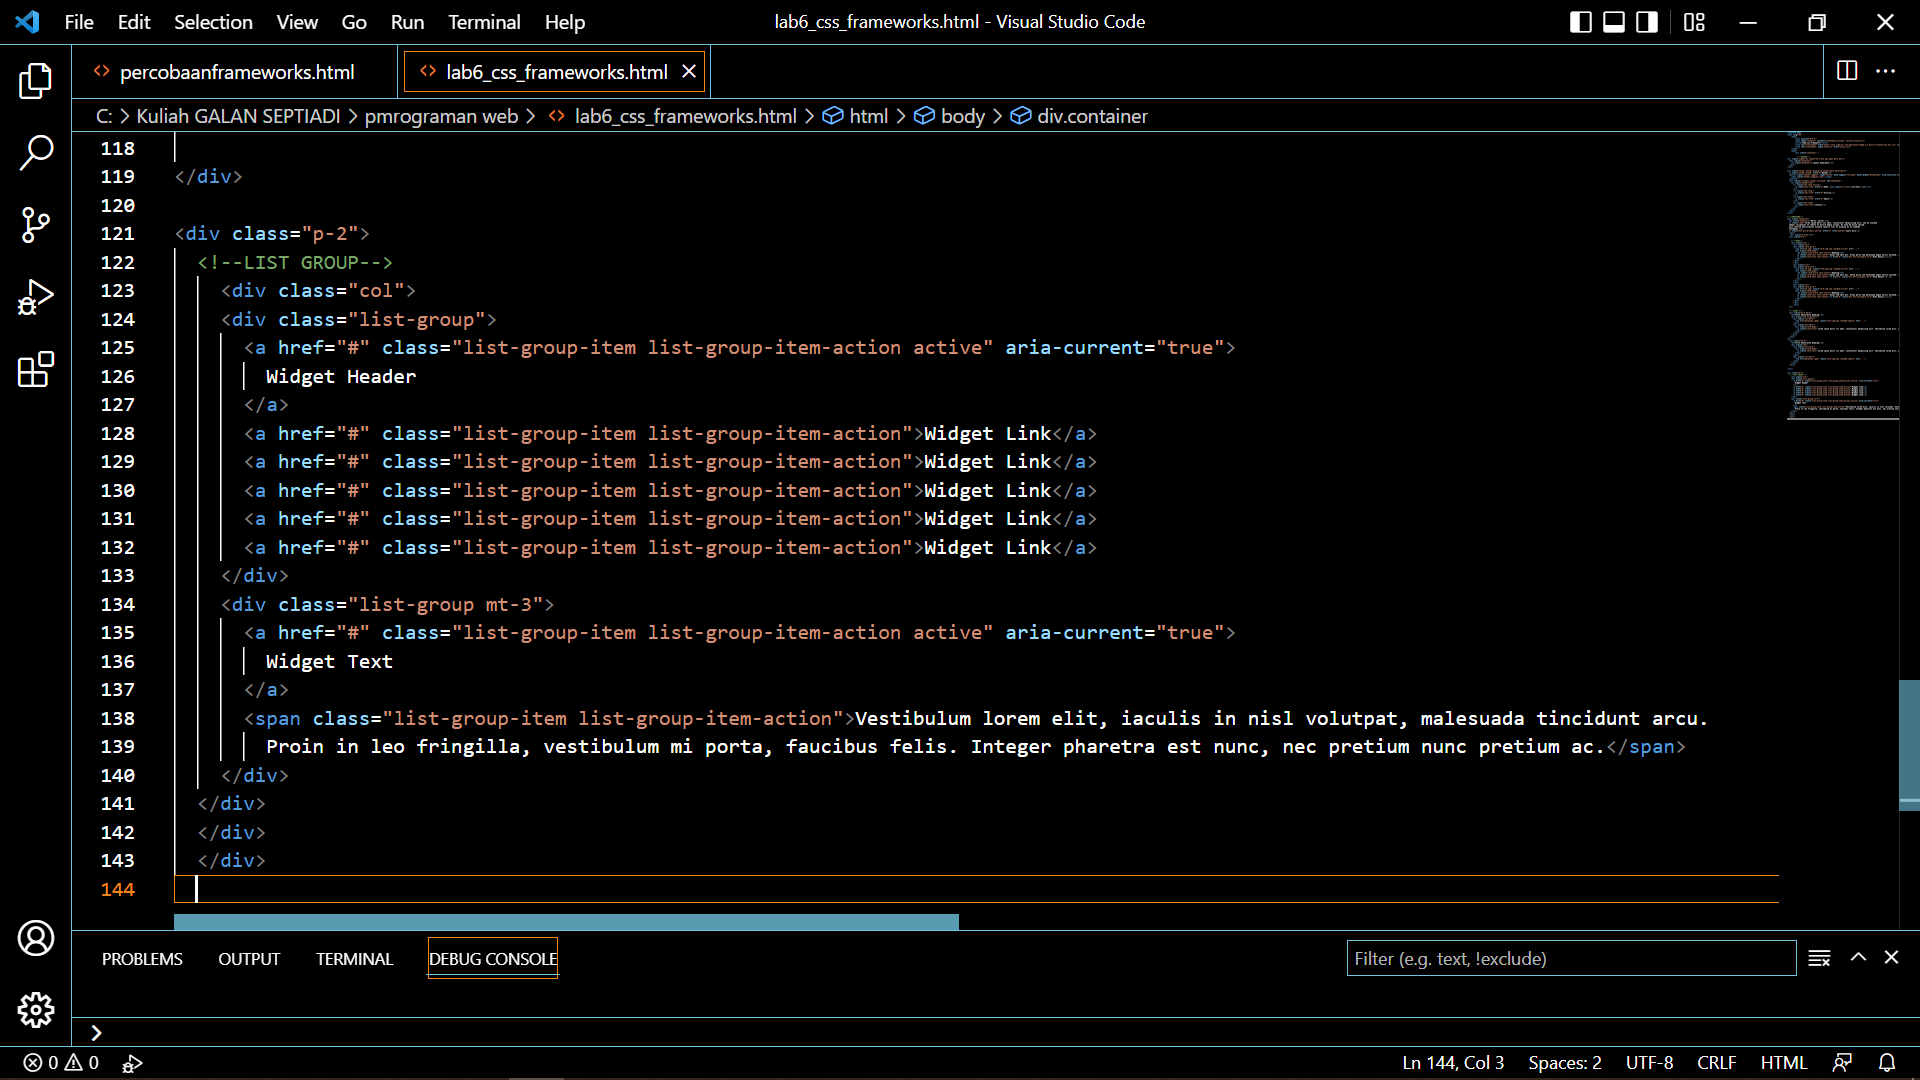 File Edit Selection View Go Run Terminal Help lab6_css_frameworks.html - Visual Studio Code
percobaanframeworks.html lab6_css_frameworks.html
C: > Kuliah GALAN SEPTIADI > pmrograman web > lab6_css_frameworks.html > html > body > div.container
118
119 </div>
120
121 <div class="p-2">
122 <!--LIST GROUP-->
123 <div class="col">
124 <div class="list-group">
125 <a href="#" class="list-group-item list-group-item-action active" aria-current="true">
126 Widget Header
127 </a>
128 <a href="#" class="list-group-item list-group-item-action">Widget Link</a>
129 <a href="#" class="list-group-item list-group-item-action">Widget Link</a>
130 <a href="#" class="list-group-item list-group-item-action">Widget Link</a>
131 <a href="#" class="list-group-item list-group-item-action">Widget Link</a>
132 <a href="#" class="list-group-item list-group-item-action">Widget Link</a>
133 </div>
134 <div class="list-group mt-3">
135 <a href="#" class="list-group-item list-group-item-action active" aria-current="true">
136 Widget Text
137 </a>
138 <span class="list-group-item list-group-item-action">Vestibulum lorem elit, iaculis in nisl volutpat, malesuada tincidunt arcu.
139 Proin in leo fringilla, vestibulum mi porta, faucibus felis. Integer pharetra est nunc, nec pretium nunc pretium ac.</span>
140 </div>
141 </div>
142 </div>
143 </div>
144
PROBLEMS OUTPUT TERMINAL DEBUG CONSOLE Filter (e.g. text, !exclude)
0 0 Ln 144, Col 3 Spaces: 2 UTF-8 CRLF HTML